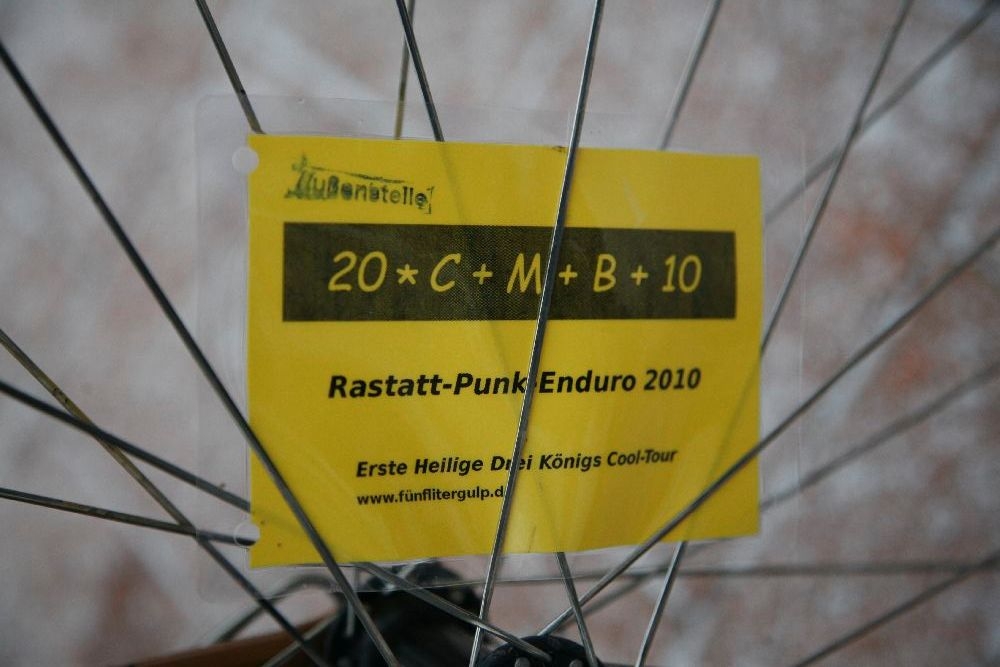 Außenstelle
20 * C + M + B + 10
Rastatt-Punk-Enduro 2010
Erste Heilige Drei Königs Cool-Tour
www.fünflitergulp.de